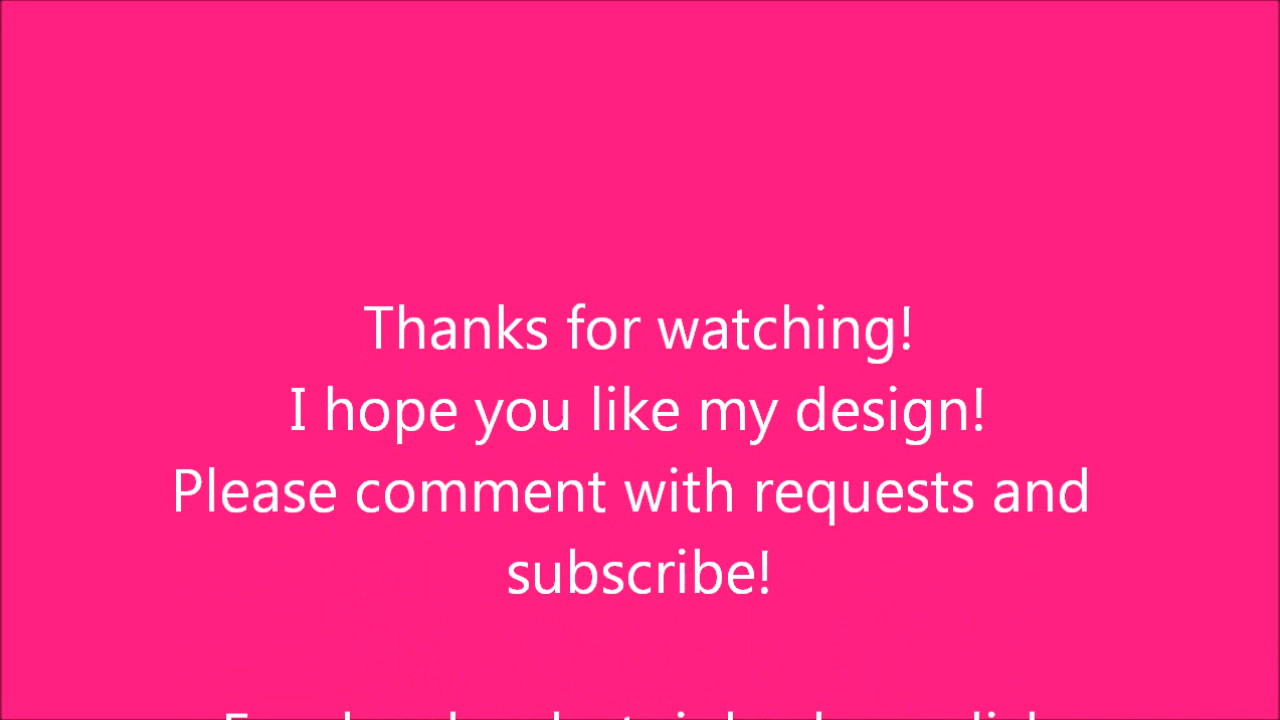 Thanks for watching!
I hope you like my design!
Please comment with requests and
subscribe!